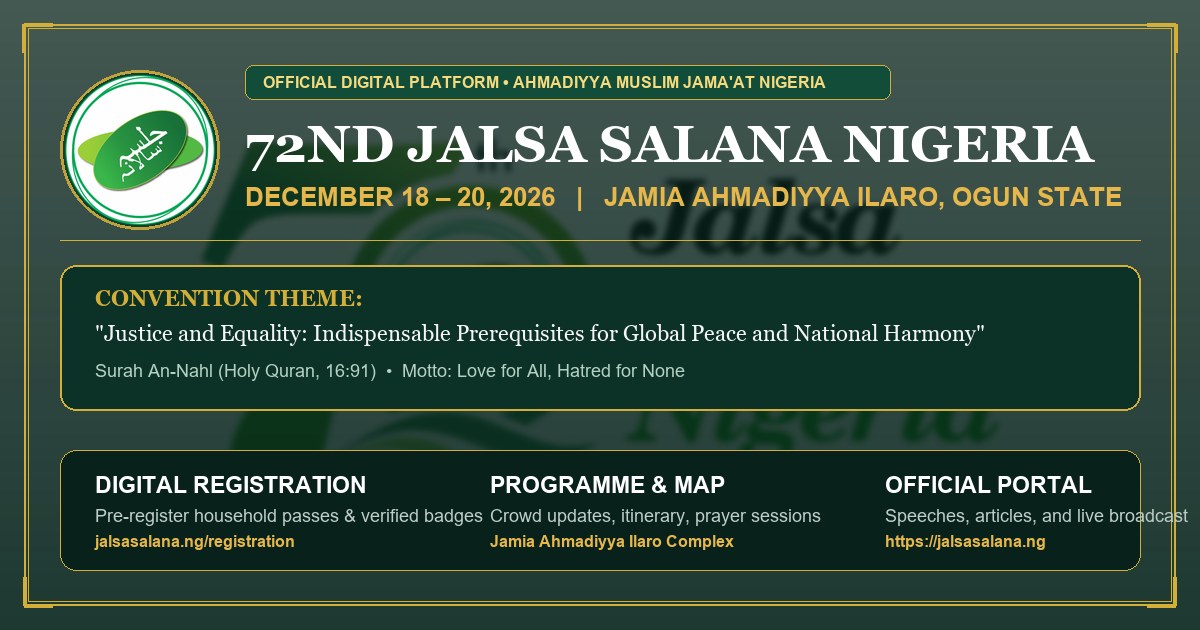 OFFICIAL DIGITAL PLATFORM • AHMADIYYA MUSLIM JAMA'AT NIGERIA
جلسہ سالانہ
72ND JALSA SALANA NIGERIA
DECEMBER 18 – 20, 2026 | JAMIA AHMADIYYA ILARO, OGUN STATE
Jalsa
CONVENTION THEME:
"Justice and Equality: Indispensable Prerequisites for Global Peace and National Harmony"
Surah An-Nahl (Holy Quran, 16:91) • Motto: Love for All, Hatred for None
Nigeria
DIGITAL REGISTRATION
Pre-register household passes & verified badges
jalsasalana.ng/registration
PROGRAMME & MAP
Crowd updates, itinerary, prayer sessions
Jamia Ahmadiyya Ilaro Complex
OFFICIAL PORTAL
Speeches, articles, and live broadcast
https://jalsasalana.ng